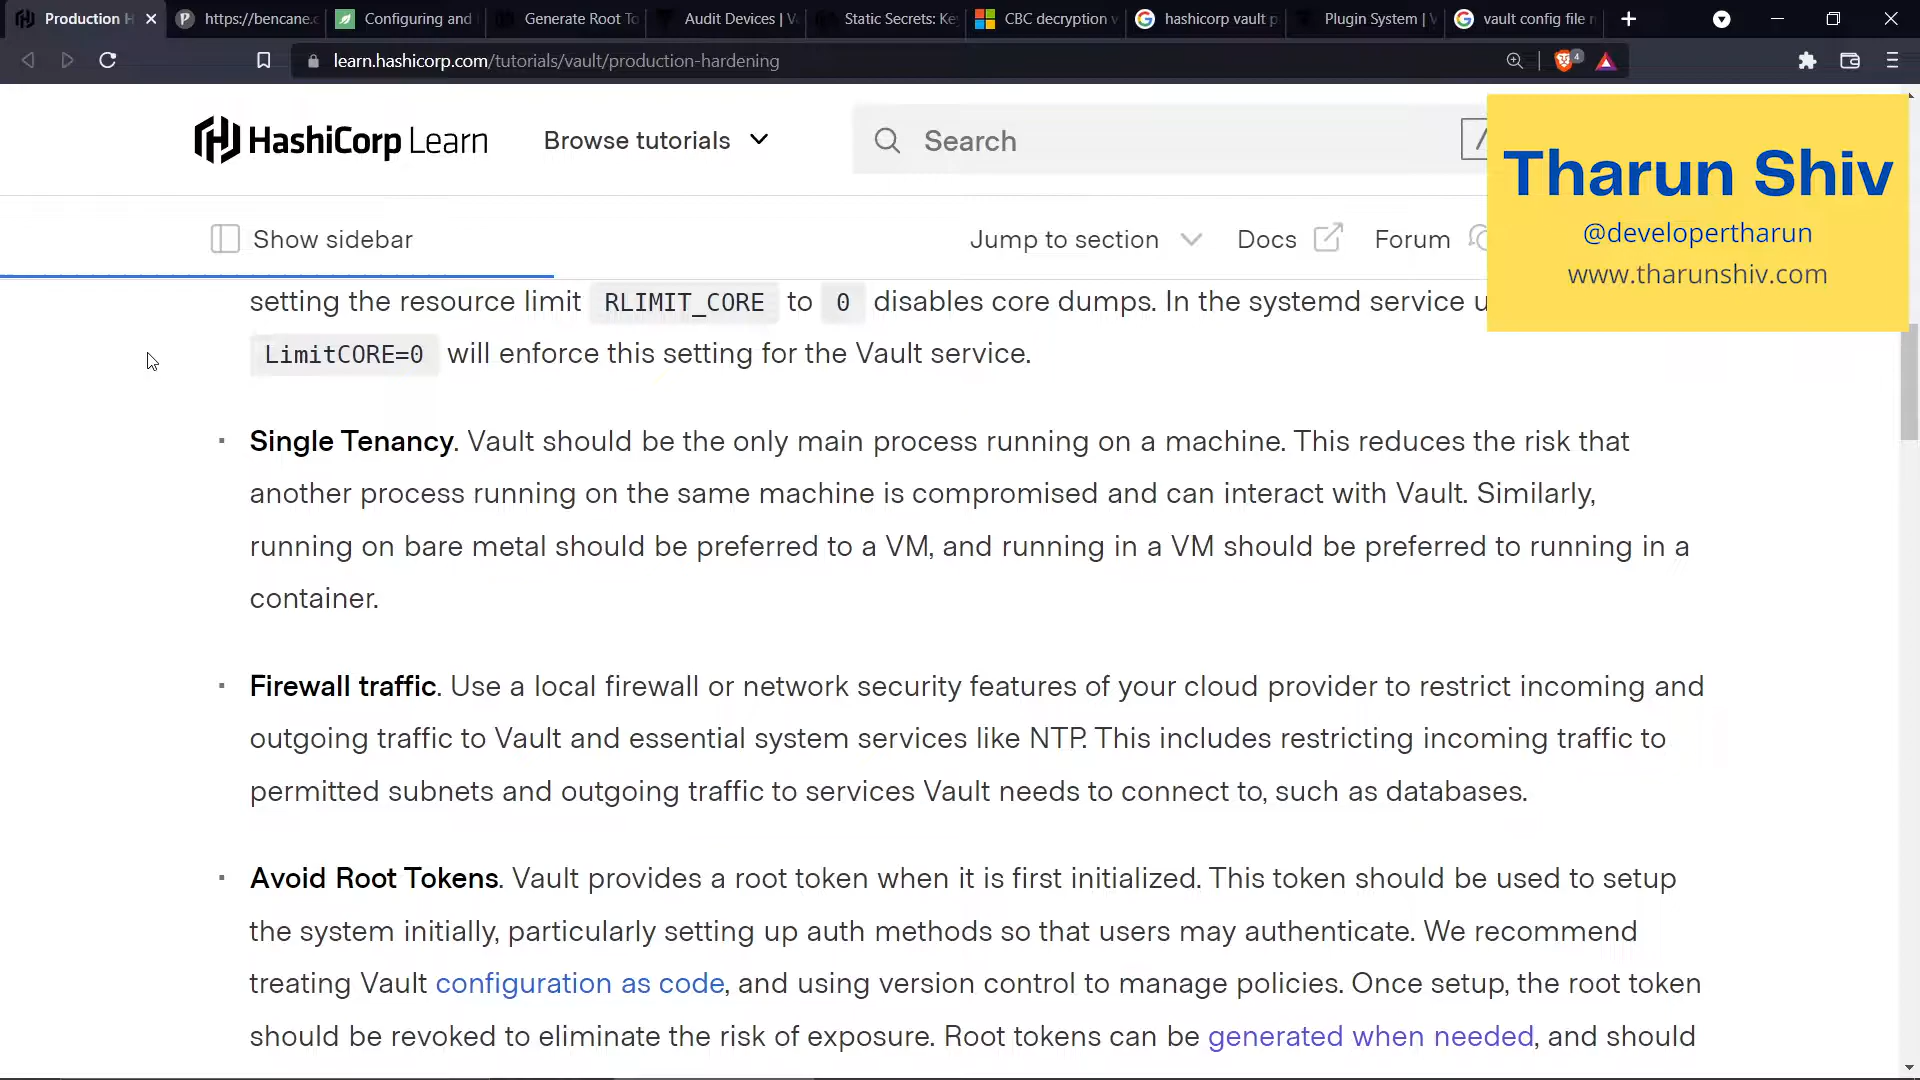 Production H
https://bencane.c
Configuring and
Generate Root To
Audit Devices | V
Static Secrets: Ke
CBC decryption v
hashicorp vault p
Plugin System | V
vault config file r
learn.hashicorp.com/tutorials/vault/production-hardening
4
HashiCorp Learn
Browse tutorials
Search
/
Tharun Shiv
@developertharun
www.tharunshiv.com
Show sidebar
Jump to section
Docs
Forum
setting the resource limit RLIMIT_CORE to 0 disables core dumps. In the systemd service u
LimitCORE=0 will enforce this setting for the Vault service.
▪ Single Tenancy. Vault should be the only main process running on a machine. This reduces the risk that
another process running on the same machine is compromised and can interact with Vault. Similarly,
running on bare metal should be preferred to a VM, and running in a VM should be preferred to running in a
container.
▪ Firewall traffic. Use a local firewall or network security features of your cloud provider to restrict incoming and
outgoing traffic to Vault and essential system services like NTP. This includes restricting incoming traffic to
permitted subnets and outgoing traffic to services Vault needs to connect to, such as databases.
▪ Avoid Root Tokens. Vault provides a root token when it is first initialized. This token should be used to setup
the system initially, particularly setting up auth methods so that users may authenticate. We recommend
treating Vault configuration as code, and using version control to manage policies. Once setup, the root token
should be revoked to eliminate the risk of exposure. Root tokens can be generated when needed, and should